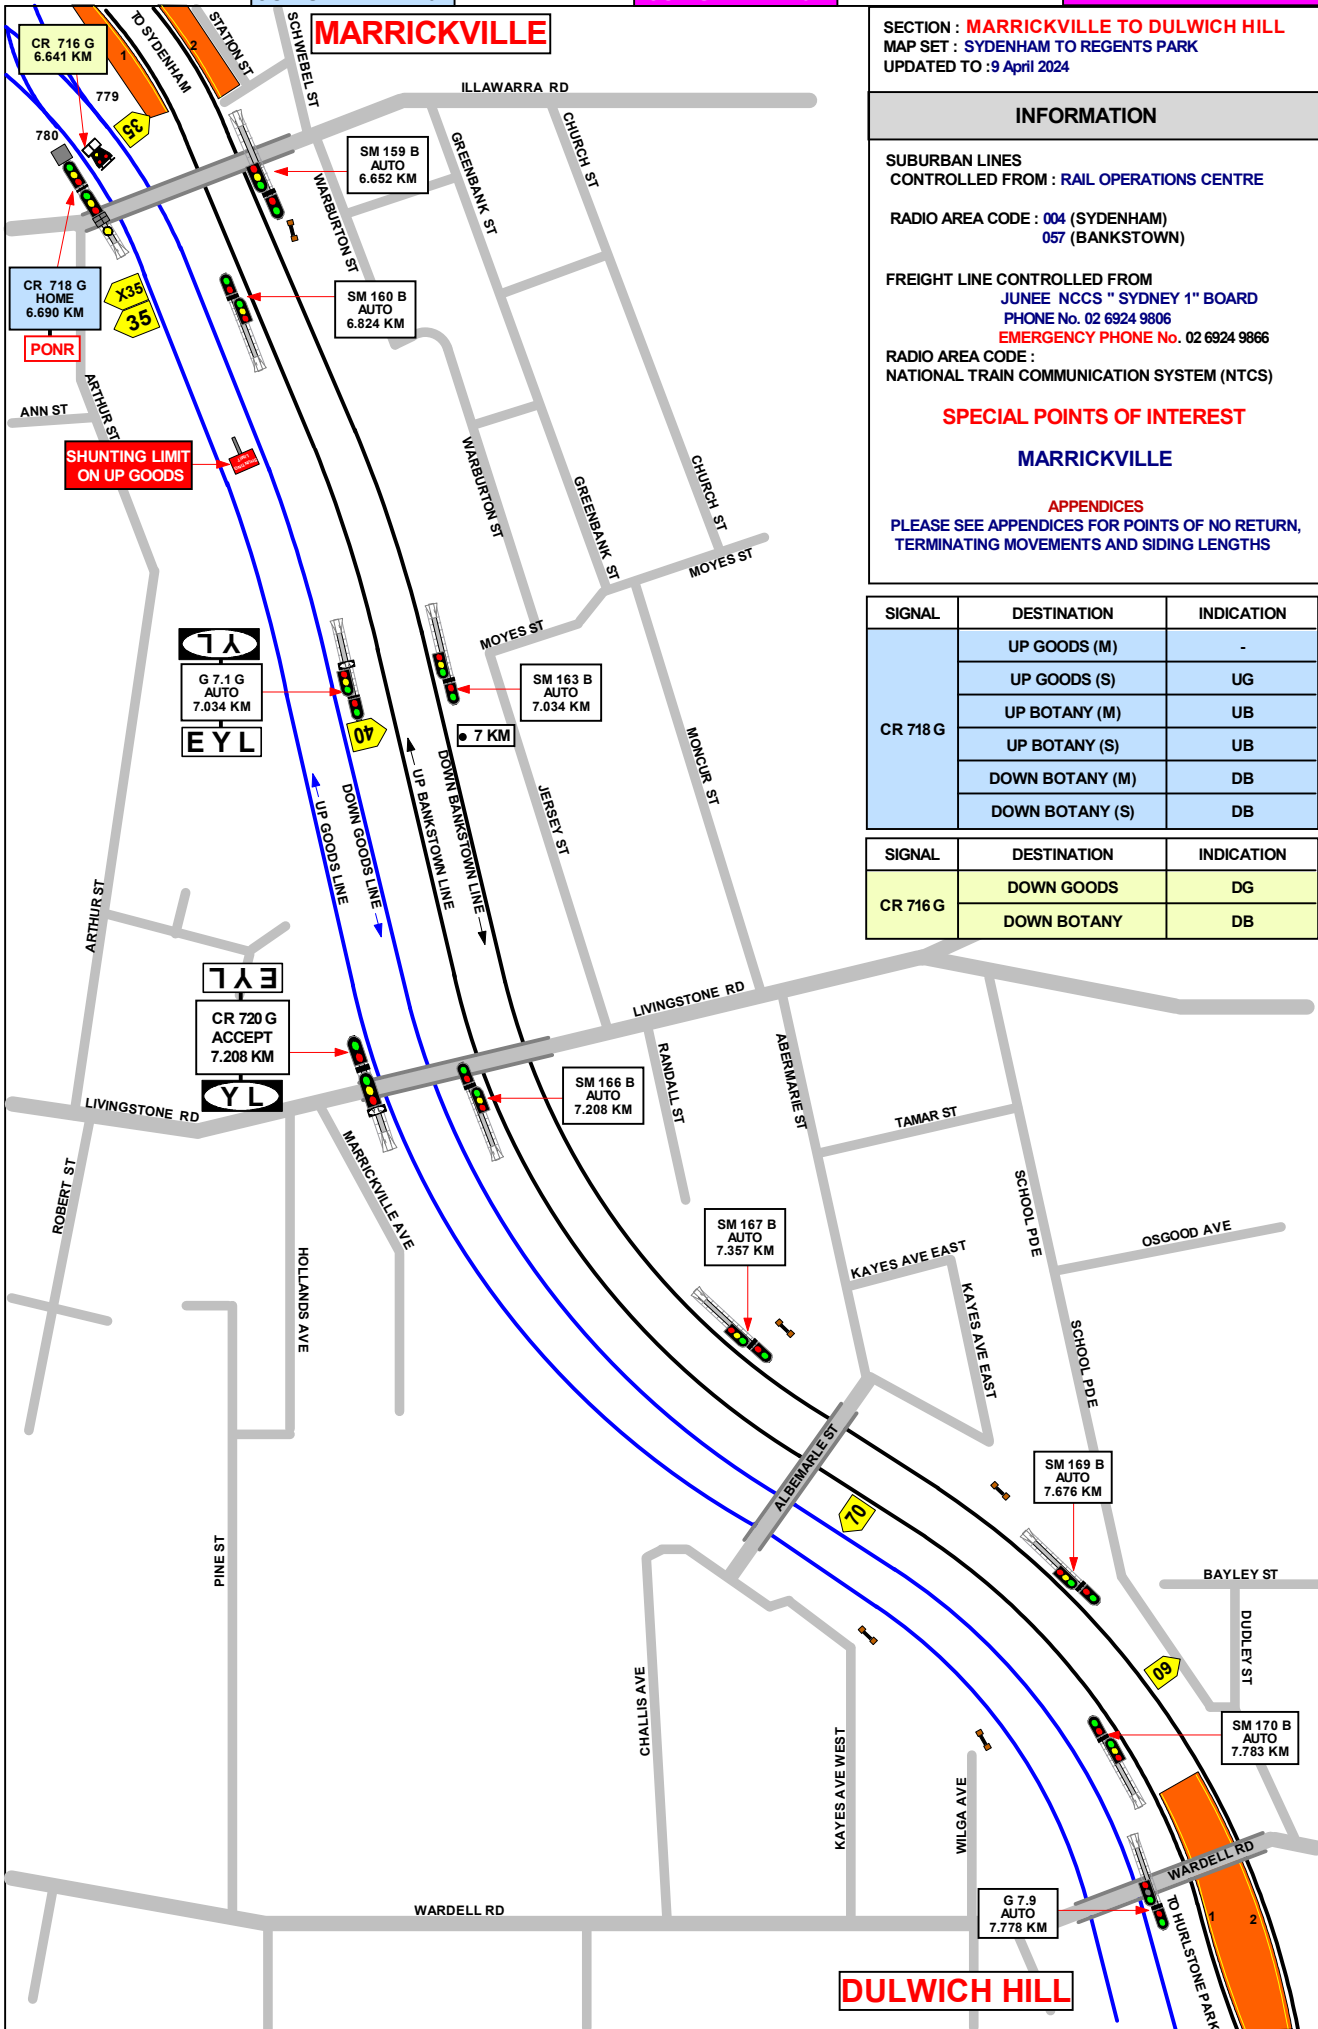 MARRICKVILLE
SECTION : MARRICKVILLE TO DULWICH HILL
MAP SET : SYDENHAM TO REGENTS PARK
UPDATED TO :9 April 2024
INFORMATION
SUBURBAN LINES
CONTROLLED FROM : RAIL OPERATIONS CENTRE
RADIO AREA CODE : 004 (SYDENHAM)
057 (BANKSTOWN)
FREIGHT LINE CONTROLLED FROM
JUNEE NCCS " SYDNEY 1" BOARD
PHONE No. 02 6924 9806
EMERGENCY PHONE No. 02 6924 9866
RADIO AREA CODE :
NATIONAL TRAIN COMMUNICATION SYSTEM (NTCS)
SPECIAL POINTS OF INTEREST
MARRICKVILLE
APPENDICES
PLEASE SEE APPENDICES FOR POINTS OF NO RETURN,
TERMINATING MOVEMENTS AND SIDING LENGTHS
SIGNAL DESTINATION INDICATION
CR 718 G
UP GOODS (M) -
UP GOODS (S) UG
UP BOTANY (M) UB
UP BOTANY (S) UB
DOWN BOTANY (M) DB
DOWN BOTANY (S) DB
SIGNAL DESTINATION INDICATION
CR 716 G
DOWN GOODS DG
DOWN BOTANY DB
CR 716 G
6.641 KM
1
2
TO SYDENHAM
STATION ST
SCHWEBEL ST
ILLAWARRA RD
779
780
35
SM 159 B
AUTO
6.652 KM
WARBURTON ST
GREENBANK ST
CHURCH ST
CR 718 G
HOME
6.690 KM
PONR
X35
35
SM 160 B
AUTO
6.824 KM
ANN ST
ARTHUR ST
SHUNTING LIMIT
ON UP GOODS
WARBURTON ST
GREENBANK ST
CHURCH ST
MOYES ST
MOYES ST
YL
G 7.1 G
AUTO
7.034 KM
EYL
40
SM 163 B
AUTO
7.034 KM
7 KM
UP GOODS LINE
DOWN GOODS LINE
UP BANKSTOWN LINE
DOWN BANKSTOWN LINE
JERSEY ST
MONCUR ST
ARTHUR ST
EYL
CR 720 G
ACCEPT
7.208 KM
YL
LIVINGSTONE RD
LIVINGSTONE RD
SM 166 B
AUTO
7.208 KM
RANDALL ST
ABERMARIE ST
TAMAR ST
ROBERT ST
MARRICKVILLE AVE
HOLLANDS AVE
SCHOOL PDE
OSGOOD AVE
SM 167 B
AUTO
7.357 KM
KAYES AVE EAST
KAYES AVE EAST
SCHOOL PDE
ALBEMARLE ST
70
SM 169 B
AUTO
7.676 KM
PINE ST
BAYLEY ST
DUDLEY ST
60
CHALLIS AVE
KAYES AVE WEST
WILGA AVE
SM 170 B
AUTO
7.783 KM
WARDELL RD
WARDELL RD
G 7.9
AUTO
7.778 KM
TO HURLSTONE PARK
1
2
DULWICH HILL